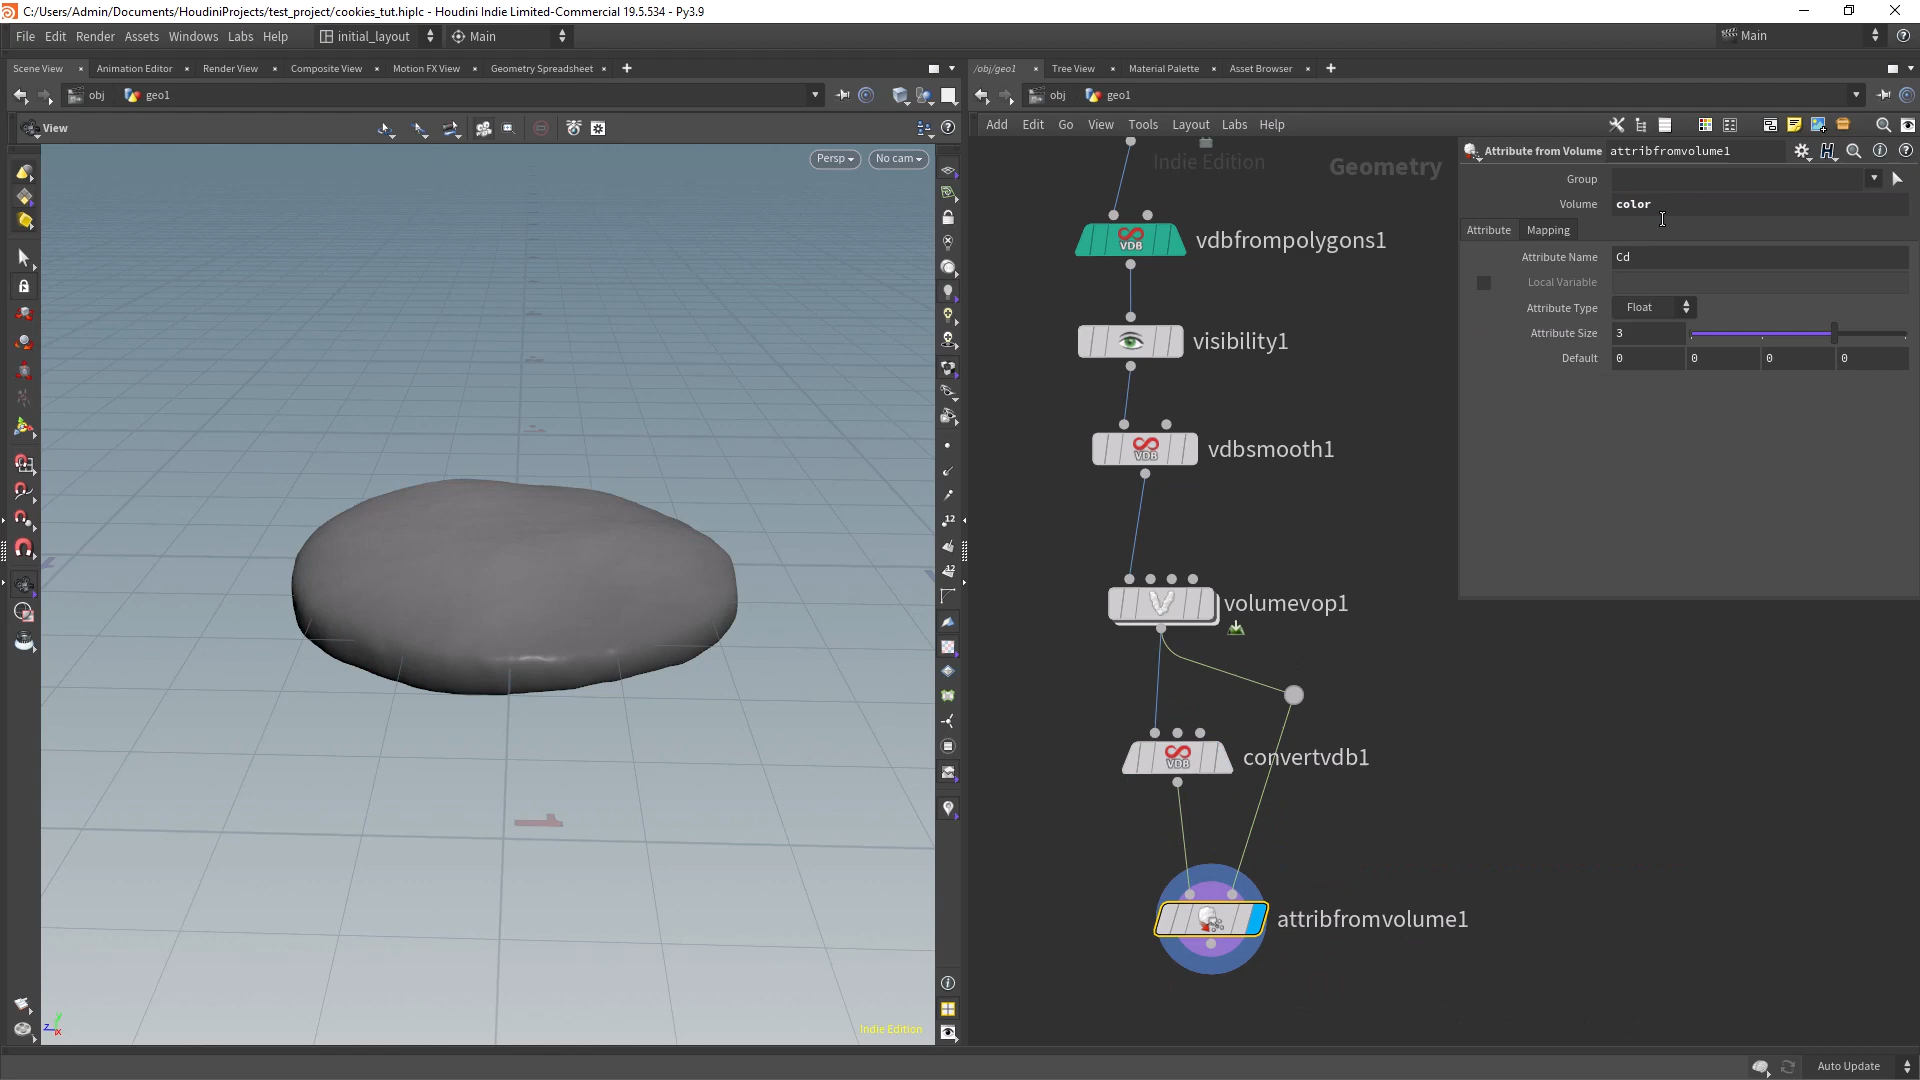 C:/Users/Admin/Documents/HoudiniProjects/test_project/cookies_tut.hiplc - Houdini Indie Limited-Commercial 19.5.534 - Py3.9
File Edit Render Assets Windows Labs Help initial_layout Main Main
Scene View Animation Editor Render View Composite View Motion FX View Geometry Spreadsheet
/obj/geo1 Tree View Material Palette Asset Browser
obj geo1
obj geo1
View
Add Edit Go View Tools Layout Labs Help
Persp No cam
Indie Edition
Geometry
Attribute from Volume attribfromvolume1
Group
Volume color
Attribute Mapping
Attribute Name Cd
Local Variable
Attribute Type Float
Attribute Size 3
Default 0 0 0 0
VDB vdbfrompolygons1
visibility1
VDB vdbsmooth1
volumevop1
VDB convertvdb1
attribfromvolume1
12
12
z x y
Indie Edition
Auto Update